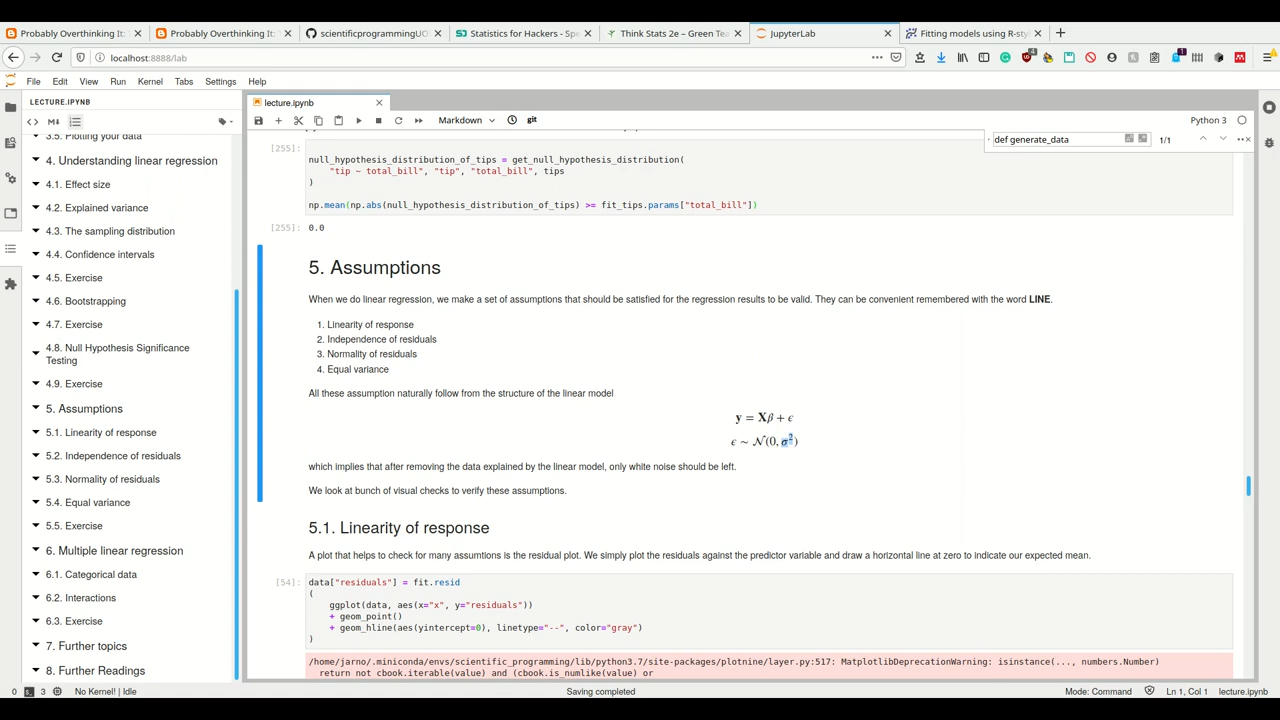 Probably Overthinking It:
Probably Overthinking It:
scientificprogrammingUO
Statistics for Hackers - Spe
Think Stats 2e – Green Tea
JupyterLab
Fitting models using R-styl
localhost:8888/lab
4
1
File Edit View Run Kernel Tabs Settings Help
LECTURE.IPYNB
lecture.ipynb
Markdown
git
Python 3
def generate_data
1/1
3.5. Plotting your data
4. Understanding linear regression
4.1. Effect size
4.2. Explained variance
4.3. The sampling distribution
4.4. Confidence intervals
4.5. Exercise
4.6. Bootstrapping
4.7. Exercise
4.8. Null Hypothesis Significance
Testing
4.9. Exercise
5. Assumptions
5.1. Linearity of response
5.2. Independence of residuals
5.3. Normality of residuals
5.4. Equal variance
5.5. Exercise
6. Multiple linear regression
6.1. Categorical data
6.2. Interactions
6.3. Exercise
7. Further topics
8. Further Readings
[255]:
null_hypothesis_distribution_of_tips = get_null_hypothesis_distribution(
"tip ~ total_bill", "tip", "total_bill", tips
)
np.mean(np.abs(null_hypothesis_distribution_of_tips) >= fit_tips.params["total_bill"])
[255]: 0.0
5. Assumptions
When we do linear regression, we make a set of assumptions that should be satisfied for the regression results to be valid. They can be convenient remembered with the word LINE.
1. Linearity of response
2. Independence of residuals
3. Normality of residuals
4. Equal variance
All these assumption naturally follow from the structure of the linear model
y = Xβ + ϵ
ϵ ∼ 𝒩(0, σ²)
which implies that after removing the data explained by the linear model, only white noise should be left.
We look at bunch of visual checks to verify these assumptions.
5.1. Linearity of response
A plot that helps to check for many assumtions is the residual plot. We simply plot the residuals against the predictor variable and draw a horizontal line at zero to indicate our expected mean.
[54]: data["residuals"] = fit.resid
(
ggplot(data, aes(x="x", y="residuals"))
+ geom_point()
+ geom_hline(aes(yintercept=0), linetype="--", color="gray")
)
/home/jarno/.miniconda/envs/scientific_programming/lib/python3.7/site-packages/plotnine/layer.py:517: MatplotlibDeprecationWarning: isinstance(..., numbers.Number)
return not cbook.iterable(value) and (cbook.is_numlike(value) or
0 3 No Kernel! | Idle
Saving completed
Mode: Command
Ln 1, Col 1
lecture.ipynb